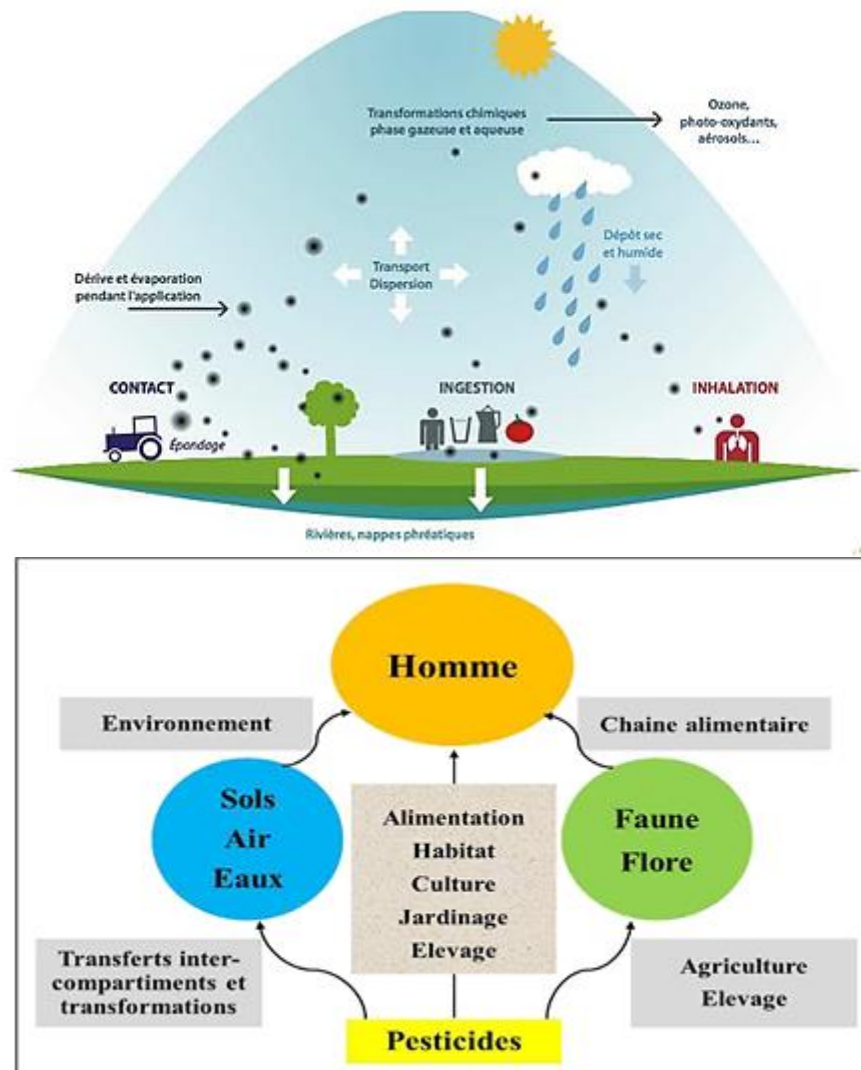 Transformations chimiques
phase gazeuse et aqueuse
Ozone,
photo-oxydants,
aérosols...
Dépôt sec
et humide
Transport
Dispersion
Dérive et évaporation
pendant l'application
CONTACT
INGESTION
INHALATION
Épandage
Rivières, nappes phréatiques
Homme
Environnement
Chaine alimentaire
Sols
Air
Eaux
Alimentation
Habitat
Culture
Jardinage
Elevage
Faune
Flore
Transferts inter-
compartiments et
transformations
Agriculture
Elevage
Pesticides